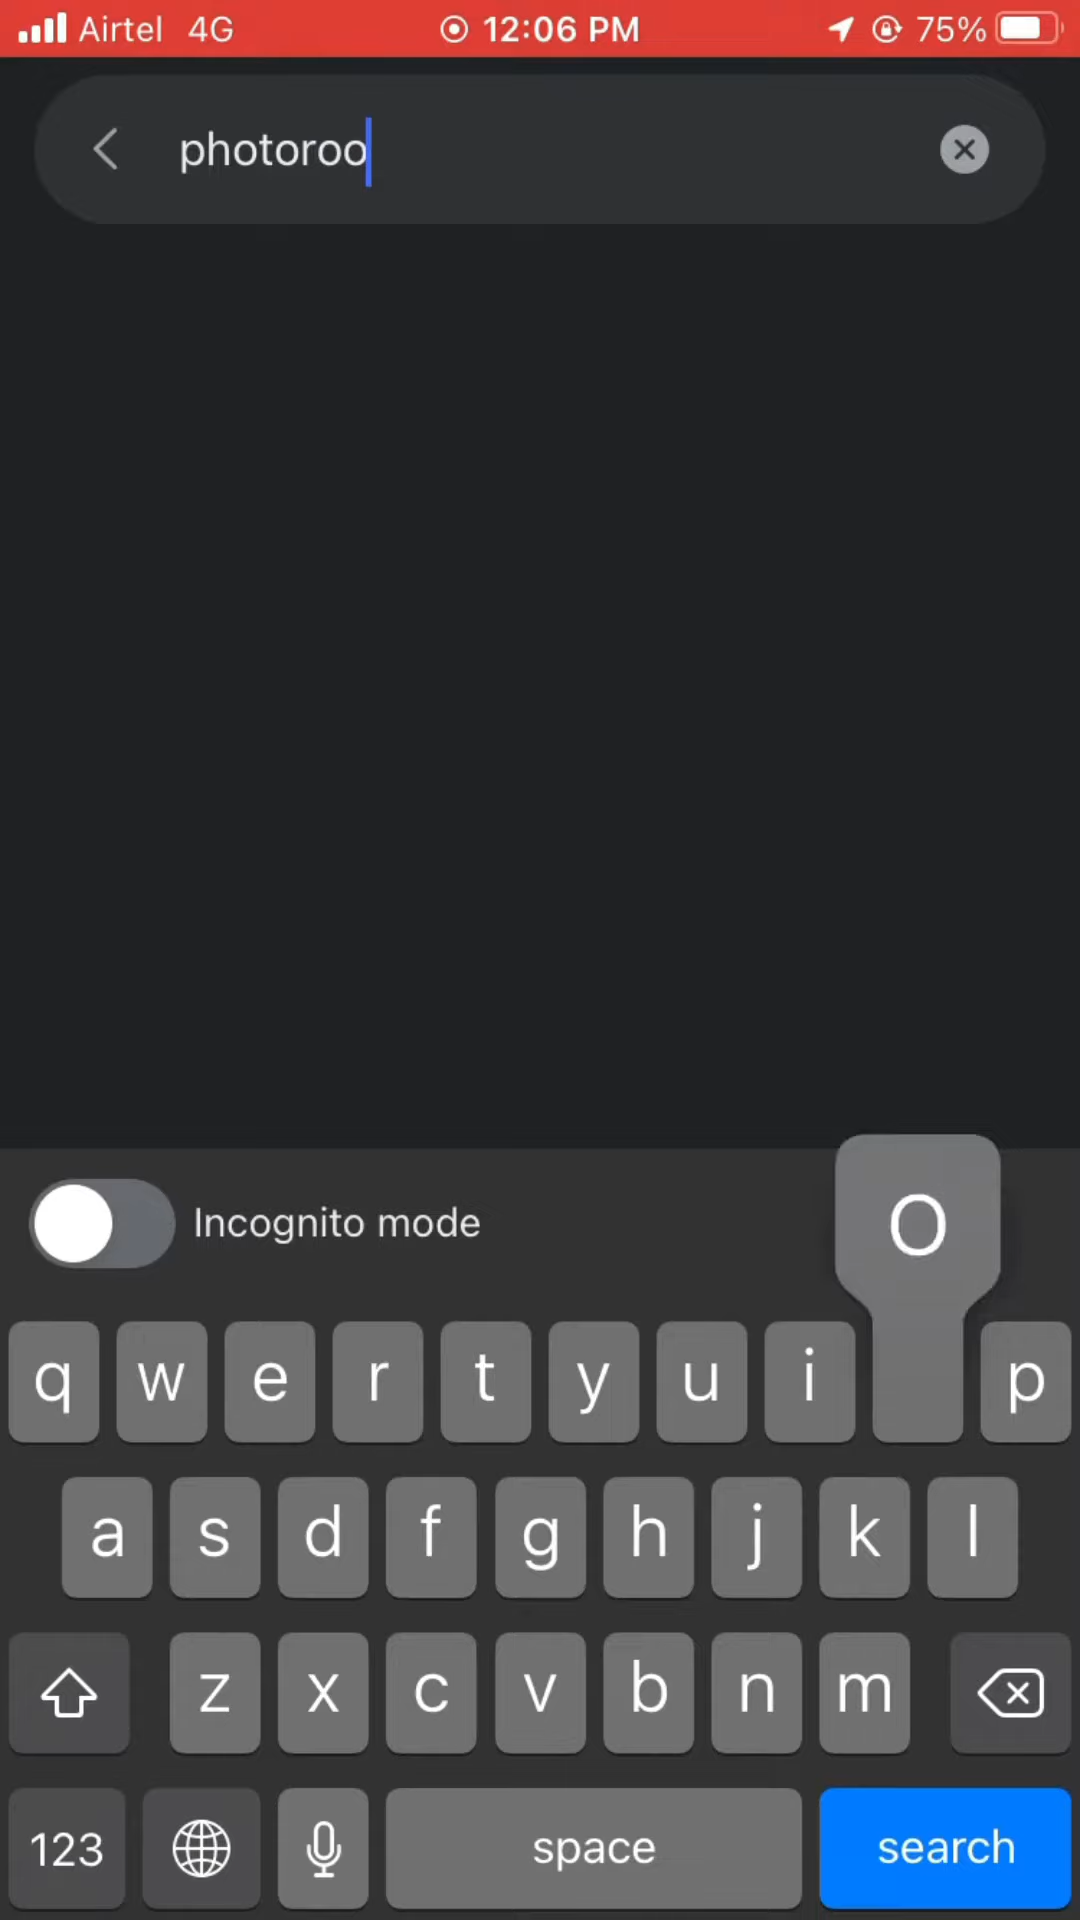 Airtel 4G 12:06 PM 75%
photoroo
Incognito mode
O
q w e r t y u i p
a s d f g h j k l
z x c v b n m
123 space search